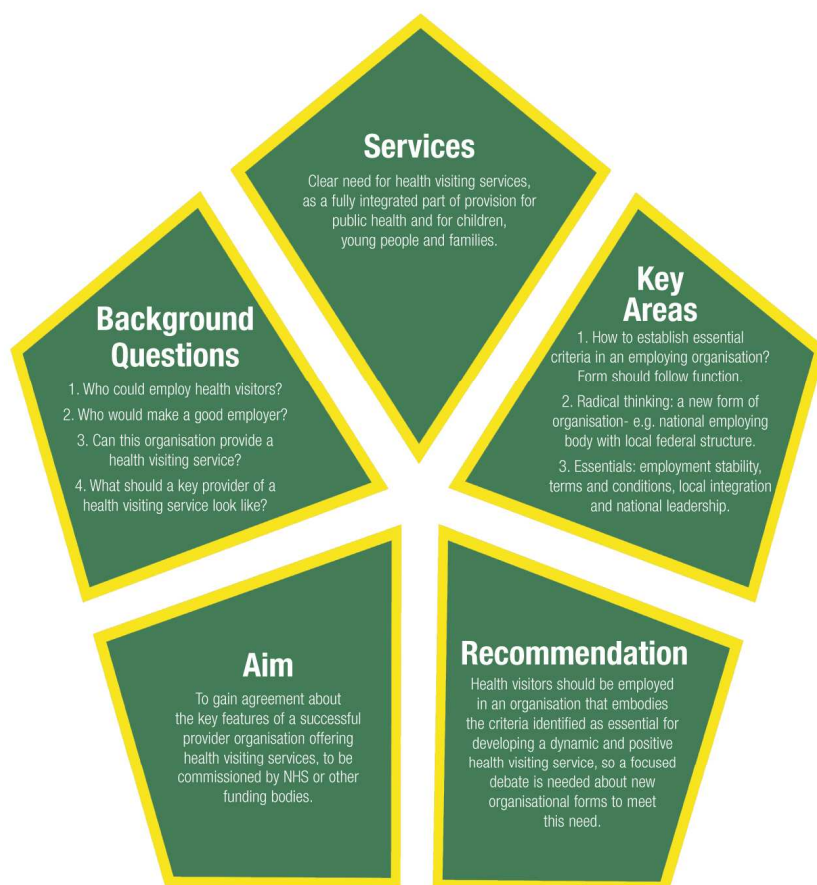 Services
Clear need for health visiting services,
as a fully integrated part of provision for
public health and for children,
young people and families.
Background
Questions
1. Who could employ health visitors?
2. Who would make a good employer?
3. Can this organisation provide a
health visiting service?
4. What should a key provider of a
health visiting service look like?
Key
Areas
1. How to establish essential
criteria in an employing organisation?
Form should follow function.
2. Radical thinking: a new form of
organisation- e.g. national employing
body with local federal structure.
3. Essentials: employment stability,
terms and conditions, local integration
and national leadership.
Aim
To gain agreement about
the key features of a successful
provider organisation offering
health visiting services, to be
commissioned by NHS or other
funding bodies.
Recommendation
Health visitors should be employed
in an organisation that embodies
the criteria identified as essential for
developing a dynamic and positive
health visiting service, so a focused
debate is needed about new
organisational forms to meet
this need.